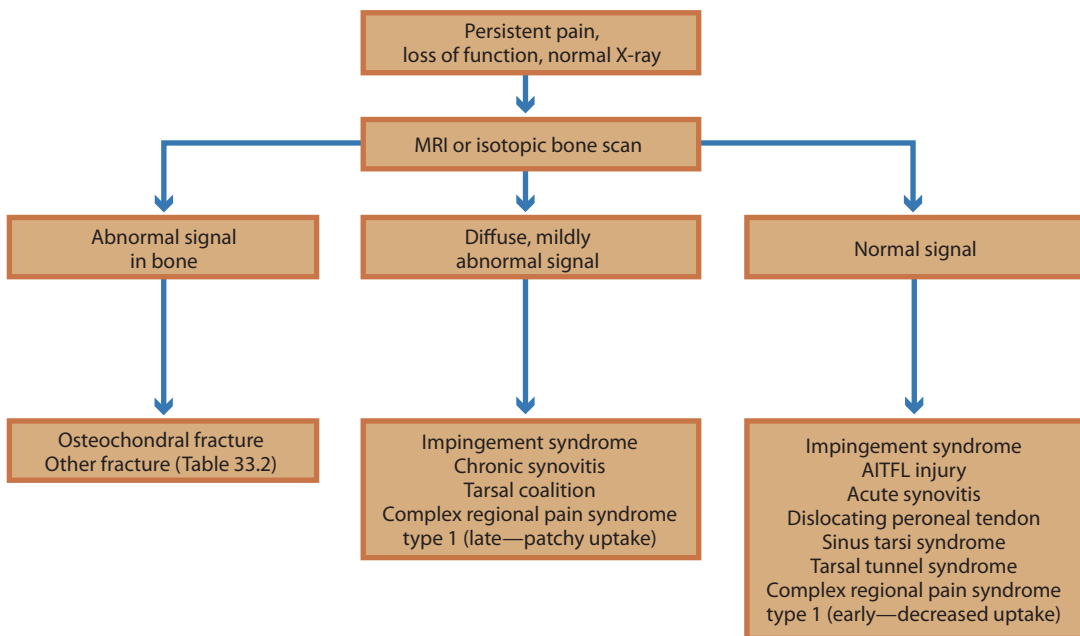 Persistent pain,
loss of function, normal X-ray
MRI or isotopic bone scan
Abnormal signal
in bone
Diffuse, mildly
abnormal signal
Normal signal
Osteochondral fracture
Other fracture (Table 33.2)
Impingement syndrome
Chronic synovitis
Tarsal coalition
Complex regional pain syndrome
type 1 (late—patchy uptake)
Impingement syndrome
AITFL injury
Acute synovitis
Dislocating peroneal tendon
Sinus tarsi syndrome
Tarsal tunnel syndrome
Complex regional pain syndrome
type 1 (early—decreased uptake)